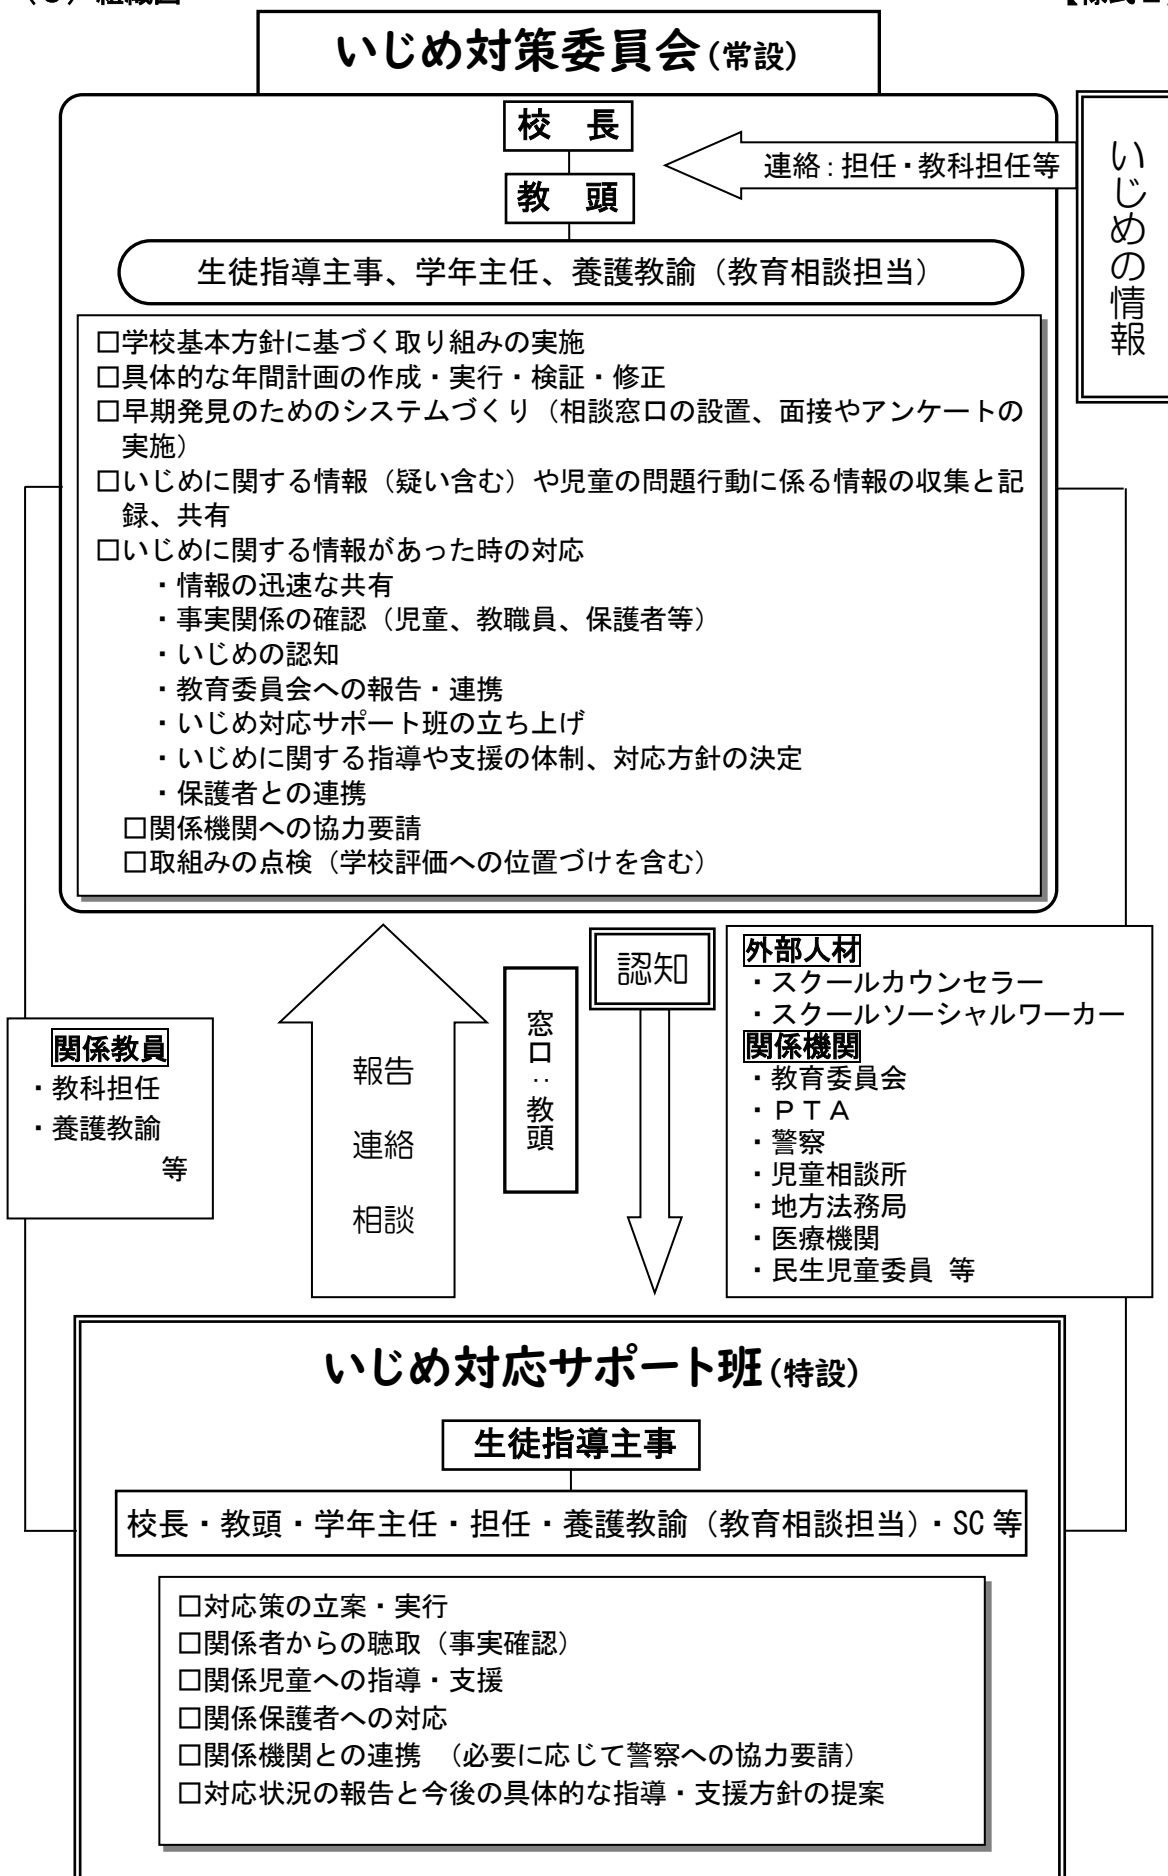 いじめ対策委員会(常設)
校　長
教　頭
連絡:担任・教科担任等
いじめの情報
生徒指導主事、学年主任、養護教諭（教育相談担当）
□学校基本方針に基づく取り組みの実施
□具体的な年間計画の作成・実行・検証・修正
□早期発見のためのシステムづくり（相談窓口の設置、面接やアンケートの
実施）
□いじめに関する情報（疑い含む）や児童の問題行動に係る情報の収集と記
録、共有
□いじめに関する情報があった時の対応
・情報の迅速な共有
・事実関係の確認（児童、教職員、保護者等）
・いじめの認知
・教育委員会への報告・連携
・いじめ対応サポート班の立ち上げ
・いじめに関する指導や支援の体制、対応方針の決定
・保護者との連携
□関係機関への協力要請
□取組みの点検（学校評価への位置づけを含む）
関係教員
・教科担任
・養護教諭
等
報告
連絡
相談
窓口：教頭
認知
外部人材
・スクールカウンセラー
・スクールソーシャルワーカー
関係機関
・教育委員会
・ＰＴＡ
・警察
・児童相談所
・地方法務局
・医療機関
・民生児童委員 等
いじめ対応サポート班(特設)
生徒指導主事
校長・教頭・学年主任・担任・養護教諭（教育相談担当）・SC 等
□対応策の立案・実行
□関係者からの聴取（事実確認）
□関係児童への指導・支援
□関係保護者への対応
□関係機関との連携　（必要に応じて警察への協力要請）
□対応状況の報告と今後の具体的な指導・支援方針の提案